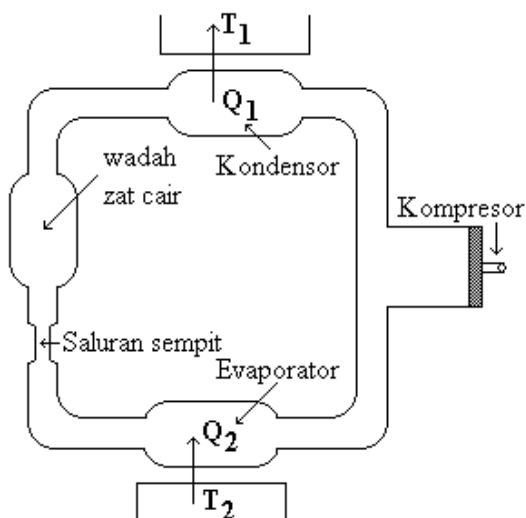 T1
Q1
Kondensor
wadah
zat cair
Kompresor
Saluran sempit
Evaporator
Q2
T2